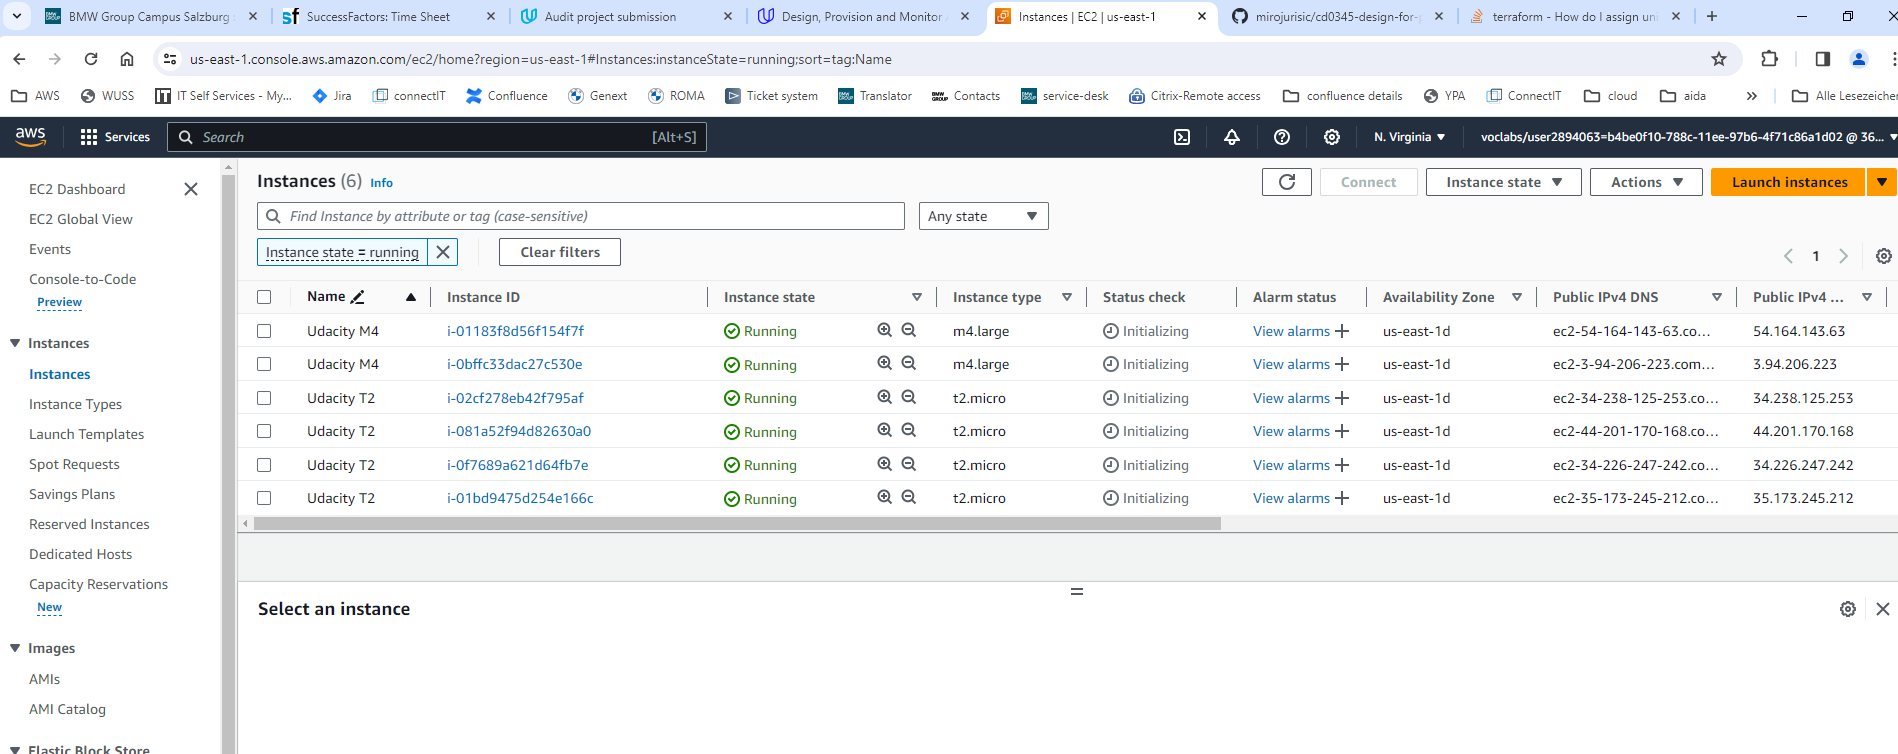 BMW Group Campus Salzburg
SuccessFactors: Time Sheet
Audit project submission
Design, Provision and Monitor
Instances | EC2 | us-east-1
mirojurisic/cd0345-design-for-
terraform - How do I assign un
us-east-1.console.aws.amazon.com/ec2/home?region=us-east-1#Instances:instanceState=running;sort=tag:Name
AWS WUSS IT Self Services - My... Jira connectIT Confluence Genext ROMA Ticket system Translator Contacts service-desk Citrix-Remote access confluence details YPA ConnectIT cloud aida » Alle Lesezeichen
aws Services Search [Alt+S] N. Virginia voclabs/user2894063=b4be0f10-788c-11ee-97b6-4f71c86a1d02 @ 36...
EC2 Dashboard
EC2 Global View
Events
Console-to-Code
Preview
Instances
Instances
Instance Types
Launch Templates
Spot Requests
Savings Plans
Reserved Instances
Dedicated Hosts
Capacity Reservations
New
Images
AMIs
AMI Catalog
Elastic Block Store
Instances (6) Info
Connect Instance state Actions Launch instances
Find Instance by attribute or tag (case-sensitive) Any state
Instance state = running Clear filters
1
Name Instance ID Instance state Instance type Status check Alarm status Availability Zone Public IPv4 DNS Public IPv4 ...
Udacity M4 i-01183f8d56f154f7f Running m4.large Initializing View alarms us-east-1d ec2-54-164-143-63.co... 54.164.143.63
Udacity M4 i-0bffc33dac27c530e Running m4.large Initializing View alarms us-east-1d ec2-3-94-206-223.com... 3.94.206.223
Udacity T2 i-02cf278eb42f795af Running t2.micro Initializing View alarms us-east-1d ec2-34-238-125-253.co... 34.238.125.253
Udacity T2 i-081a52f94d82630a0 Running t2.micro Initializing View alarms us-east-1d ec2-44-201-170-168.co... 44.201.170.168
Udacity T2 i-0f7689a621d64fb7e Running t2.micro Initializing View alarms us-east-1d ec2-34-226-247-242.co... 34.226.247.242
Udacity T2 i-01bd9475d254e166c Running t2.micro Initializing View alarms us-east-1d ec2-35-173-245-212.co... 35.173.245.212
Select an instance